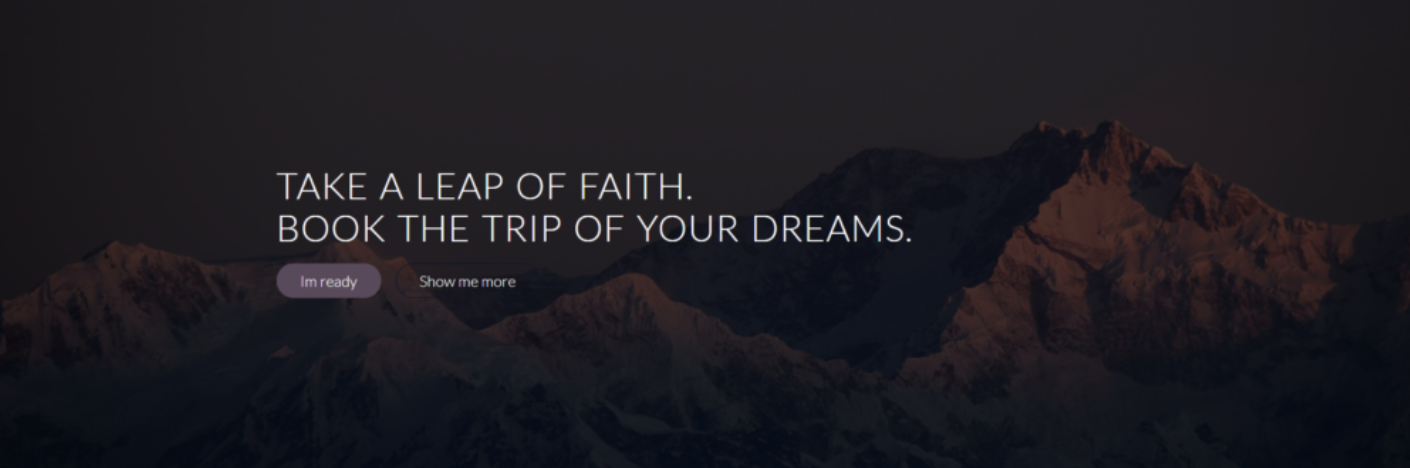 TAKE A LEAP OF FAITH.
BOOK THE TRIP OF YOUR DREAMS.
Im ready
Show me more